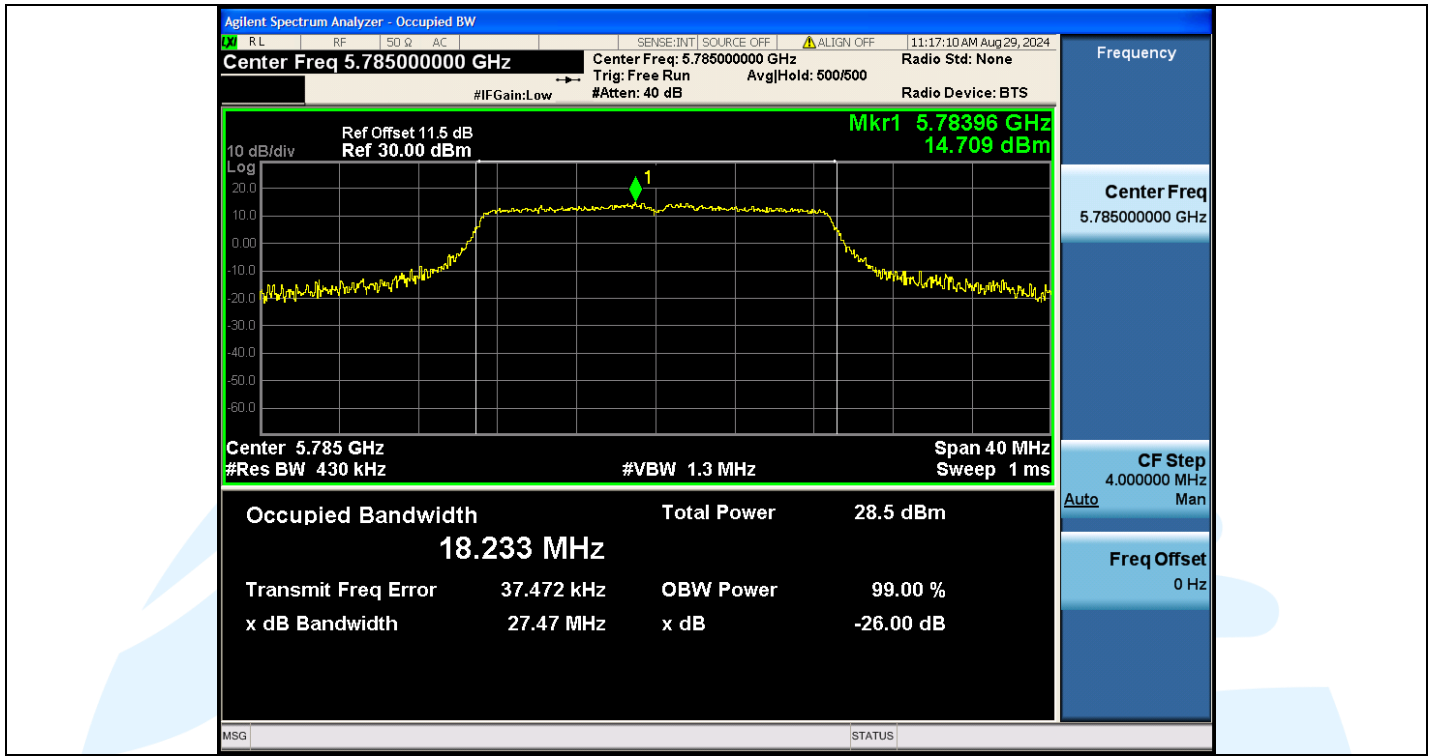 Agilent Spectrum Analyzer - Occupied BW
LXI RL RF 50 Ω AC SENSE:INT SOURCE OFF ALIGN OFF 11:17:10 AM Aug 29, 2024
Center Freq 5.785000000 GHz
Center Freq: 5.785000000 GHz
Radio Std: None
Trig: Free Run Avg|Hold: 500/500
#IFGain:Low
#Atten: 40 dB
Radio Device: BTS
Frequency
Mkr1 5.78396 GHz
14.709 dBm
Ref Offset 11.5 dB
10 dB/div Ref 30.00 dBm
Log
1
20.0
10.0
0.00
-10.0
-20.0
-30.0
-40.0
-50.0
-60.0
Center 5.785 GHz Span 40 MHz
#Res BW 430 kHz #VBW 1.3 MHz Sweep 1 ms
Center Freq
5.785000000 GHz
CF Step
4.000000 MHz
Auto Man
Freq Offset
0 Hz
Occupied Bandwidth Total Power 28.5 dBm
18.233 MHz
Transmit Freq Error 37.472 kHz OBW Power 99.00 %
x dB Bandwidth 27.47 MHz x dB -26.00 dB
MSG STATUS